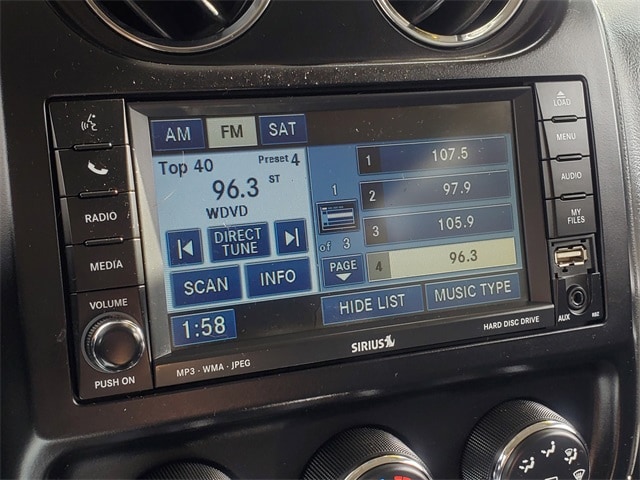 AM FM SAT
Top 40 Preset 4
96.3 ST
WDVD
DIRECT
TUNE
SCAN INFO
1:58
1
of 3
PAGE
1 107.5
2 97.9
3 105.9
4 96.3
HIDE LIST MUSIC TYPE
RADIO
MEDIA
VOLUME
PUSH ON
LOAD
MENU
AUDIO
MY
FILES
AUX
MP3 · WMA · JPEG
SIRIUS
HARD DISC DRIVE